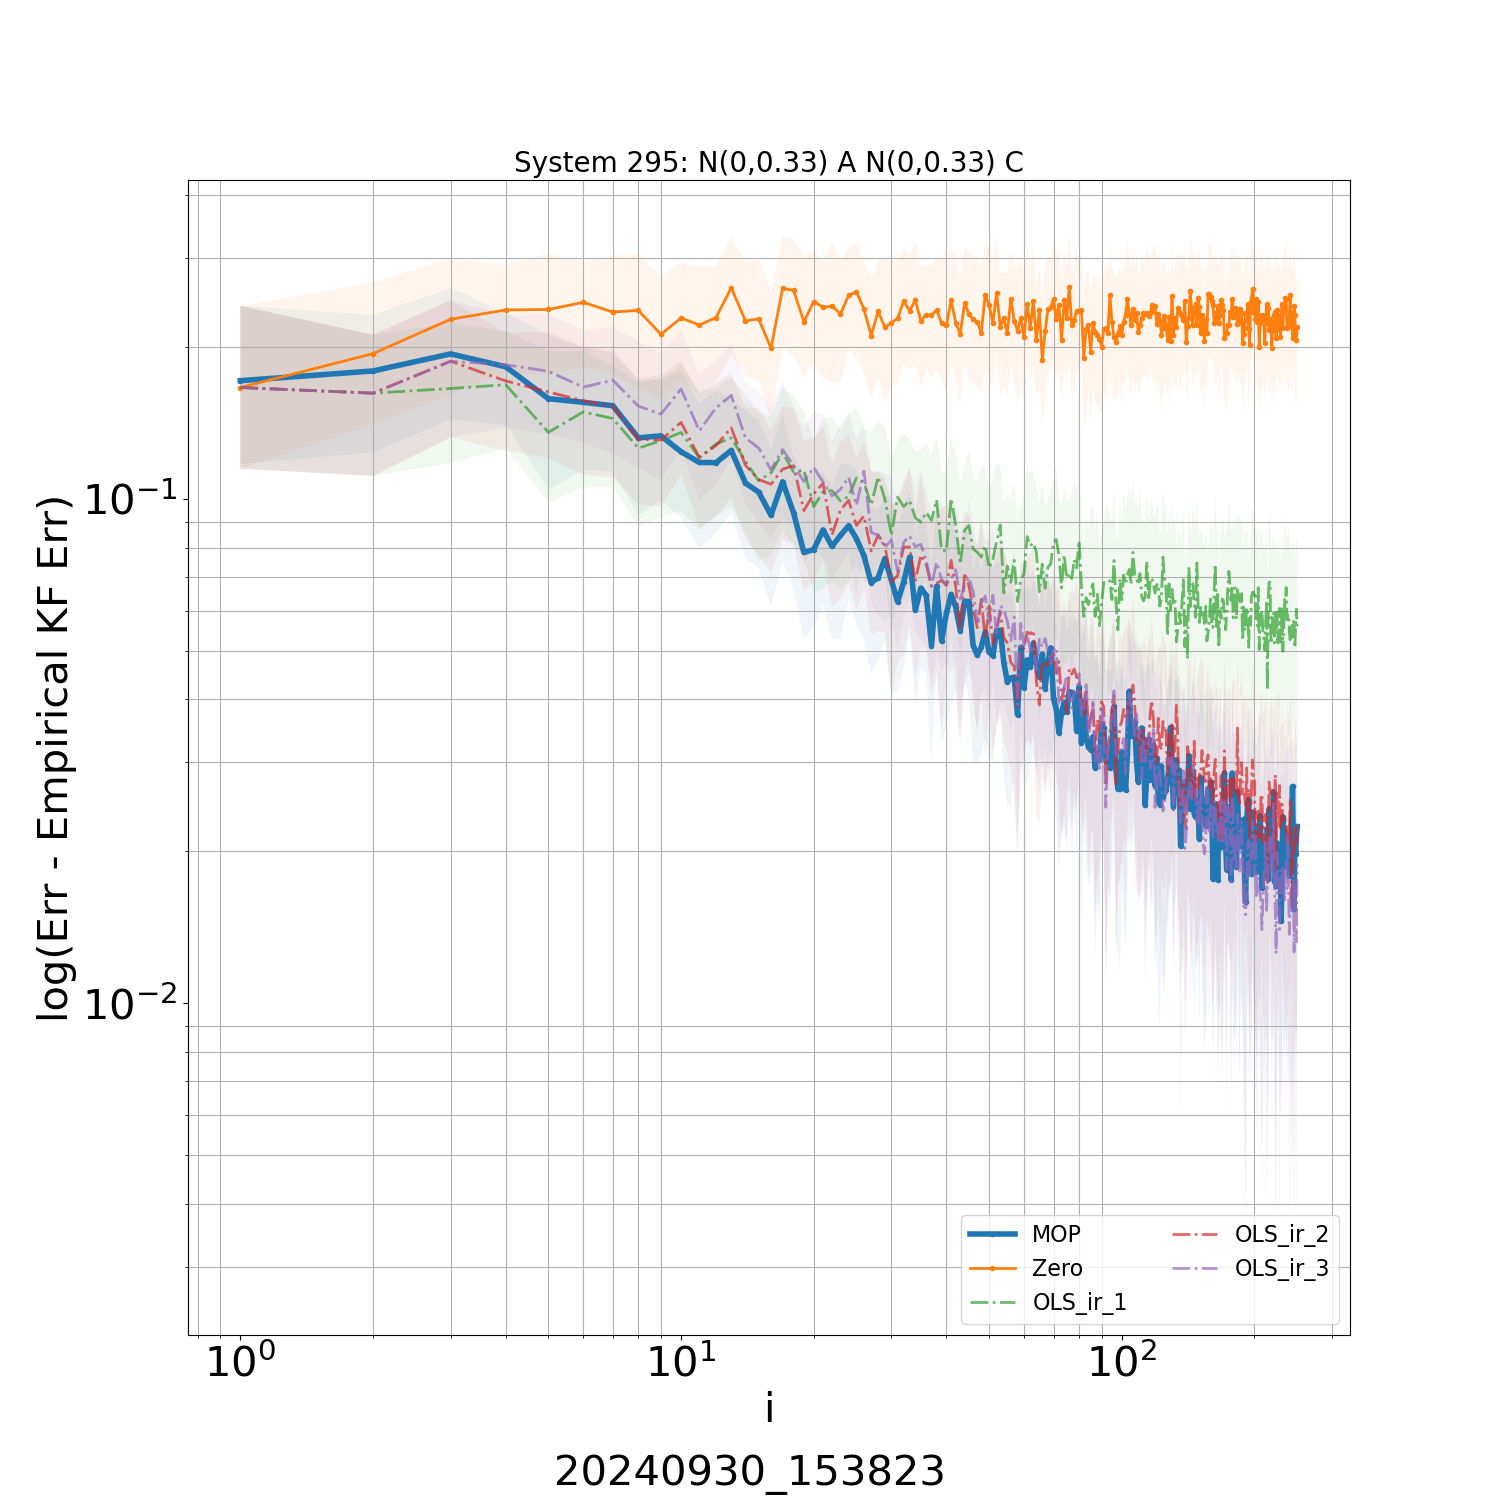 System 295: N(0,0.33) A N(0,0.33) C
log(Err - Empirical KF Err)
10⁻¹
10⁻²
MOP
Zero
OLS_ir_1
OLS_ir_2
OLS_ir_3
10⁰
10¹
10²
i
20240930_153823